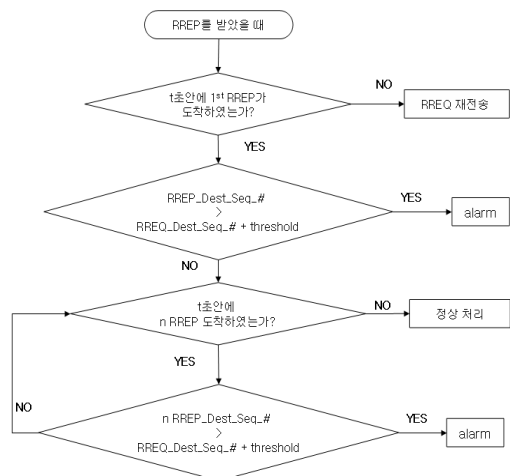 RREP를 받았을 때
t초안에 1st RREP가
도착하였는가?
NO
RREQ 재전송
YES
RREP_Dest_Seq_#
>
RREQ_Dest_Seq_# + threshold
YES
alarm
NO
t초안에
n RREP 도착하였는가?
NO
정상 처리
YES
n RREP_Dest_Seq_#
>
RREQ_Dest_Seq_# + threshold
NO
YES
alarm